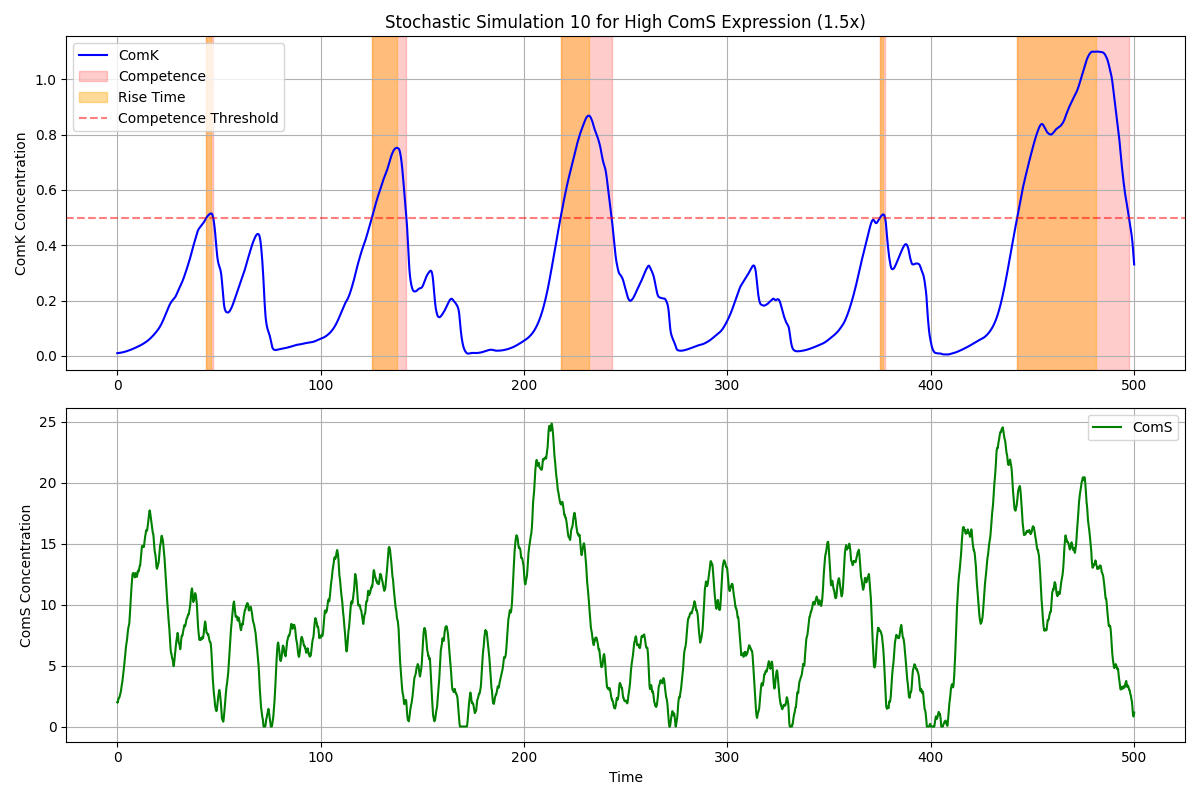 Stochastic Simulation 10 for High ComS Expression (1.5x)
ComK
Competence
Rise Time
Competence Threshold
ComK Concentration
1.0
0.8
0.6
0.4
0.2
0.0
0 100 200 300 400 500
ComS
ComS Concentration
25
20
15
10
5
0
0 100 200 300 400 500
Time